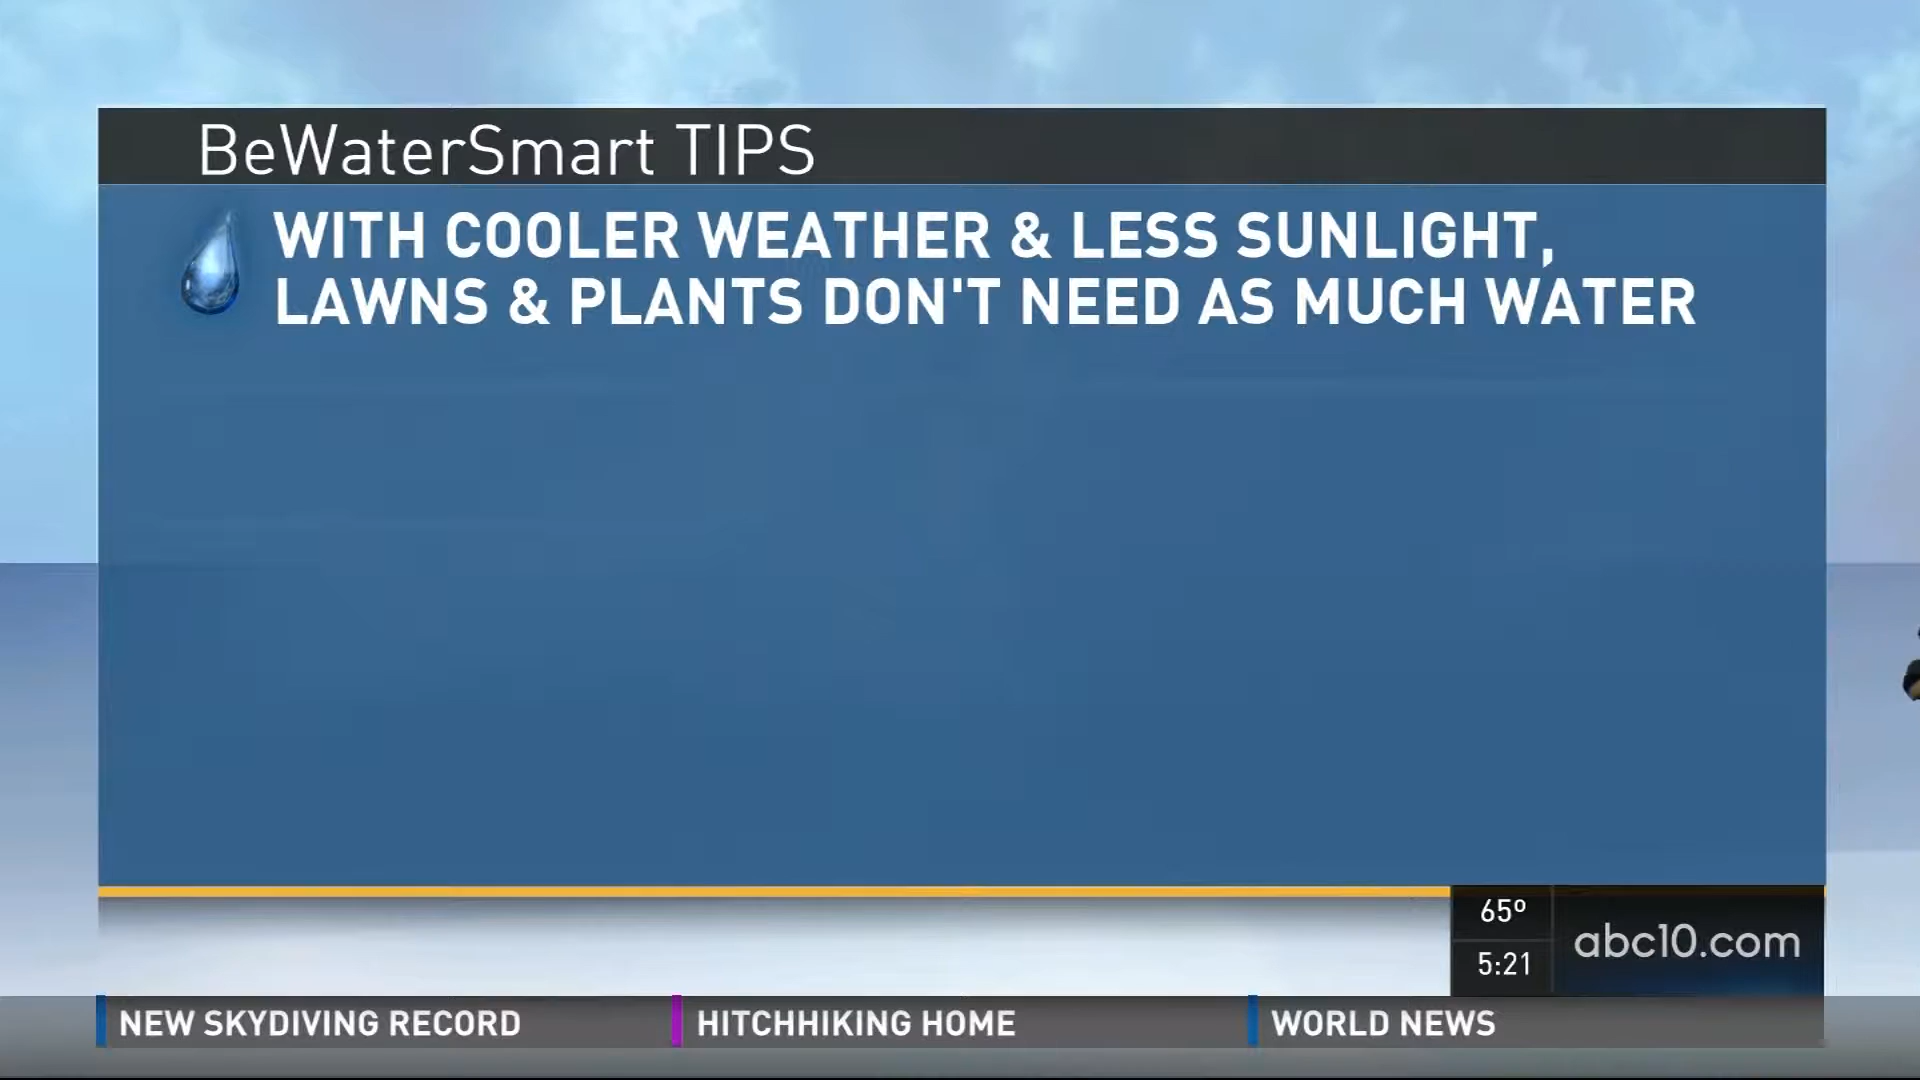 BeWaterSmart TIPS
WITH COOLER WEATHER & LESS SUNLIGHT,
LAWNS & PLANTS DON'T NEED AS MUCH WATER
65º
5:21
abc10.com
NEW SKYDIVING RECORD
HITCHHIKING HOME
WORLD NEWS